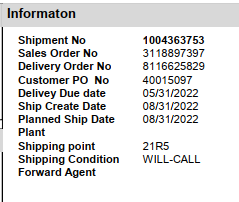 Informaton
Shipment No 1004363753
Sales Order No 3118897397
Delivery Order No 8116625829
Customer PO No 40015097
Delivey Due date 05/31/2022
Ship Create Date 08/31/2022
Planned Ship Date 08/31/2022
Plant
Shipping point 21R5
Shipping Condition WILL-CALL
Forward Agent